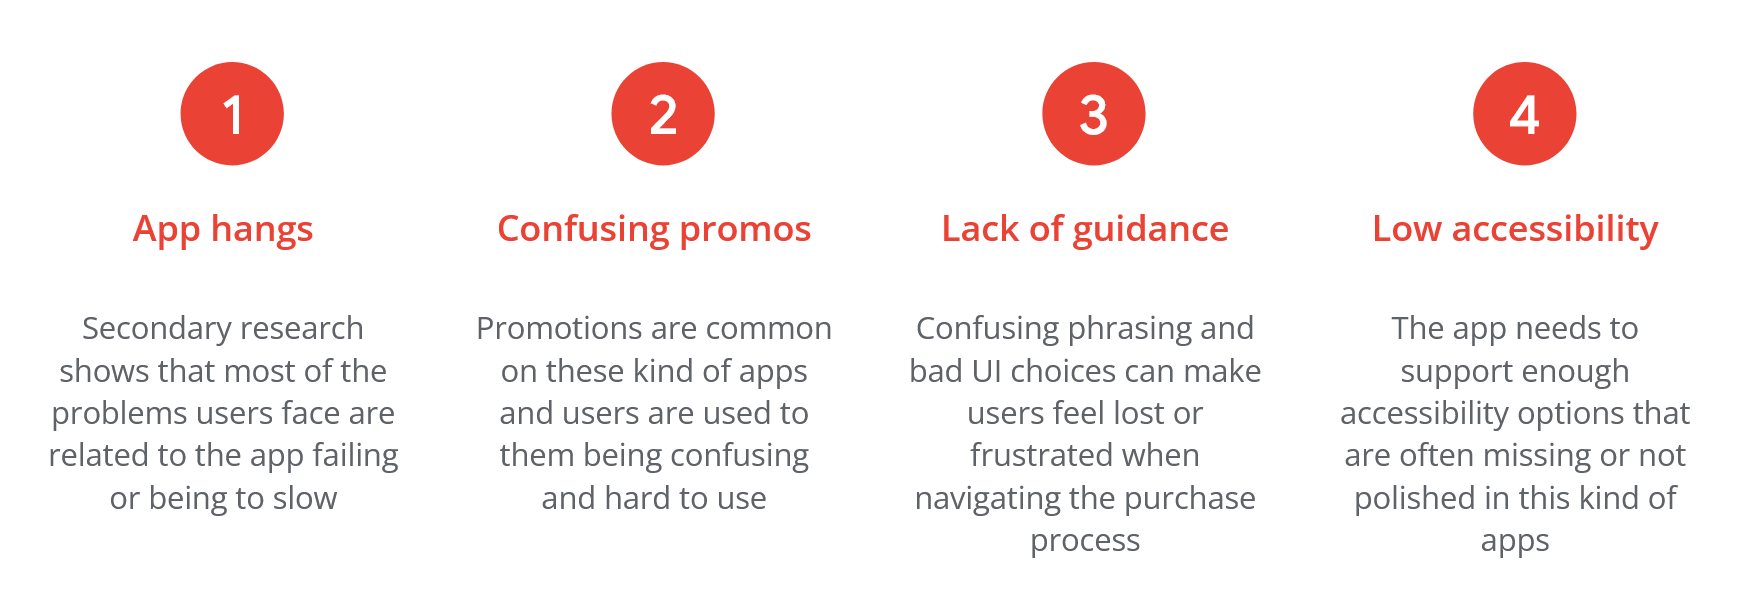 1
App hangs
Secondary research
shows that most of the
problems users face are
related to the app failing
or being to slow
2
Confusing promos
Promotions are common
on these kind of apps
and users are used to
them being confusing
and hard to use
3
Lack of guidance
Confusing phrasing and
bad UI choices can make
users feel lost or
frustrated when
navigating the purchase
process
4
Low accessibility
The app needs to
support enough
accessibility options that
are often missing or not
polished in this kind of
apps